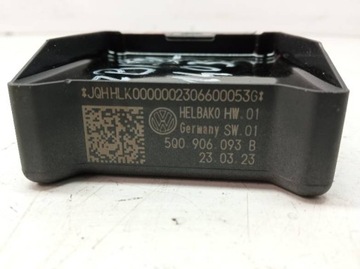 *JQHHLK0000002306600053G*
HELBAKO HW.01
Germany SW.01
5Q0 906 093 B
23.03.23